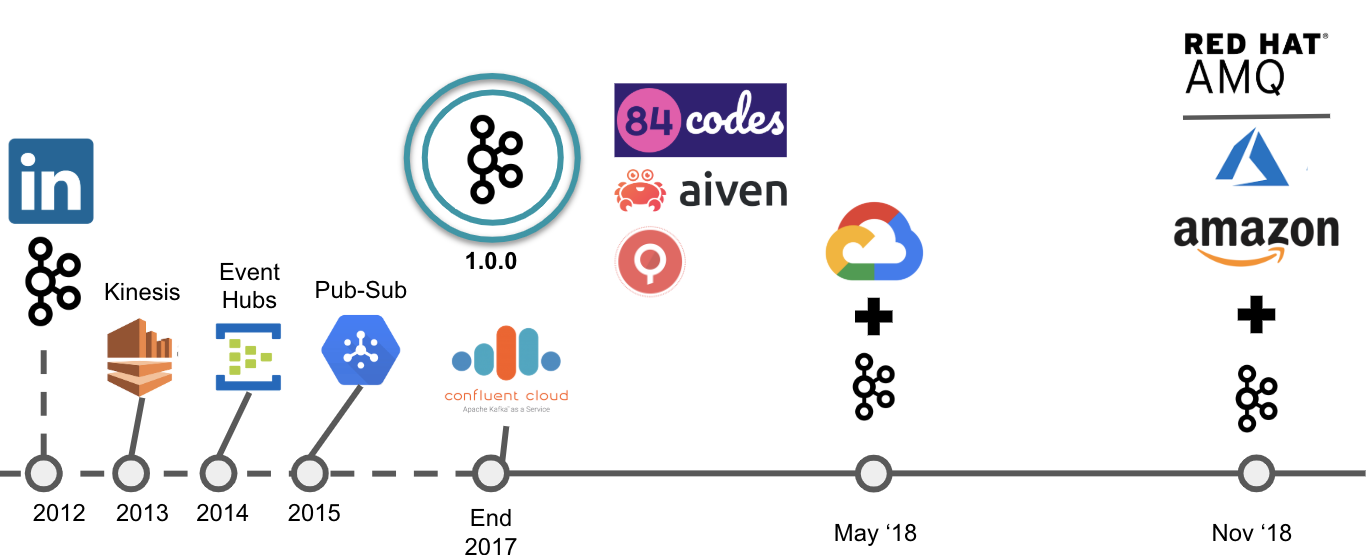 RED HAT®
AMQ
84 codes
aiven
in
amazon
1.0.0
Event
Hubs
Kinesis
Pub-Sub
confluent cloud
Apache Kafka® as a Service
2012
2013
2014
2015
End
2017
May ‘18
Nov ‘18